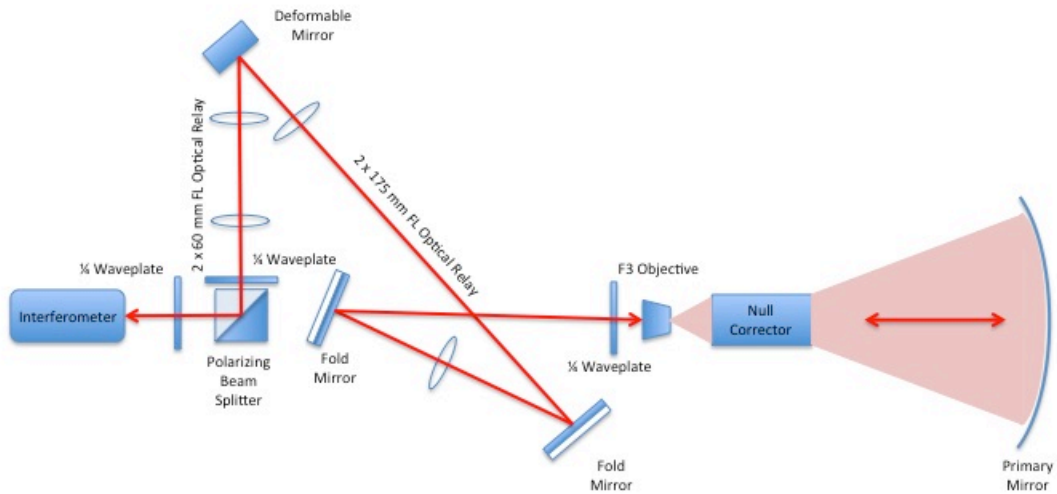 Deformable
Mirror
2 x 60 mm FL Optical Relay
2 x 175 mm FL Optical Relay
¼ Waveplate
¼ Waveplate
F3 Objective
Interferometer
Null
Corrector
Polarizing
Beam
Splitter
Fold
Mirror
¼ Waveplate
Fold
Mirror
Primary
Mirror